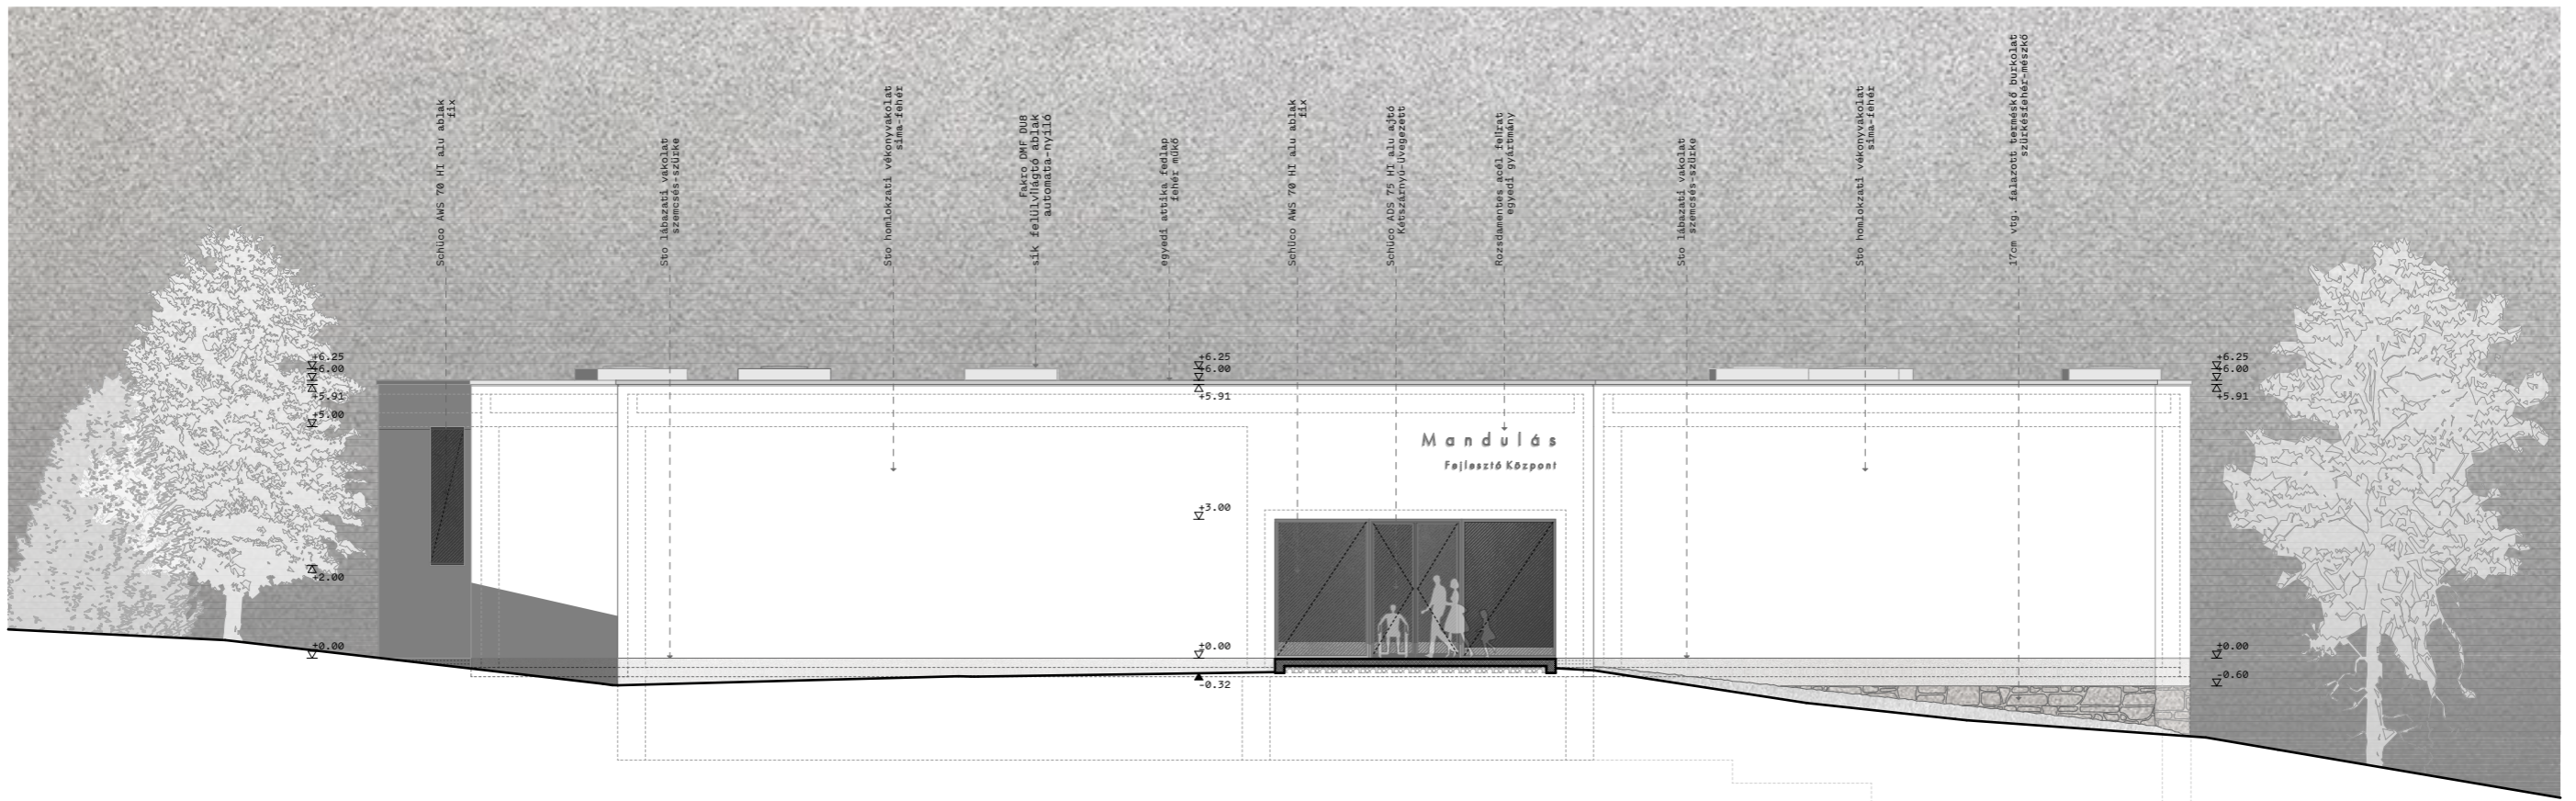 Schüco AWS 70 HI alu ablak
fix
Sto lábazati vakolat
szemcsés-szürke
Sto homlokzati vékonyvakolat
sima-fehér
Fakro DMF DU8
sík felülvilágító ablak
automata-nyíló
egyedi attika fedlap
fehér műkő
Schüco AWS 70 HI alu ablak
fix
Schüco ADS 75 HI alu ajtó
Kétszárnyú-üvegezett
Rozsdamentes acél felirat
egyedi gyártmány
Sto lábazati vakolat
szemcsés-szürke
Sto homlokzati vékonyvakolat
sima-fehér
17cm vtg. falazott terméskő burkolat
szürkésfehér-mészkő
+6.25
+6.00
+5.91
+5.00
+2.00
+0.00
+6.25
+6.00
+5.91
+3.00
+0.00
-0.32
Mandulás
Fejlesztő Központ
+6.25
+6.00
+5.91
+0.00
-0.60